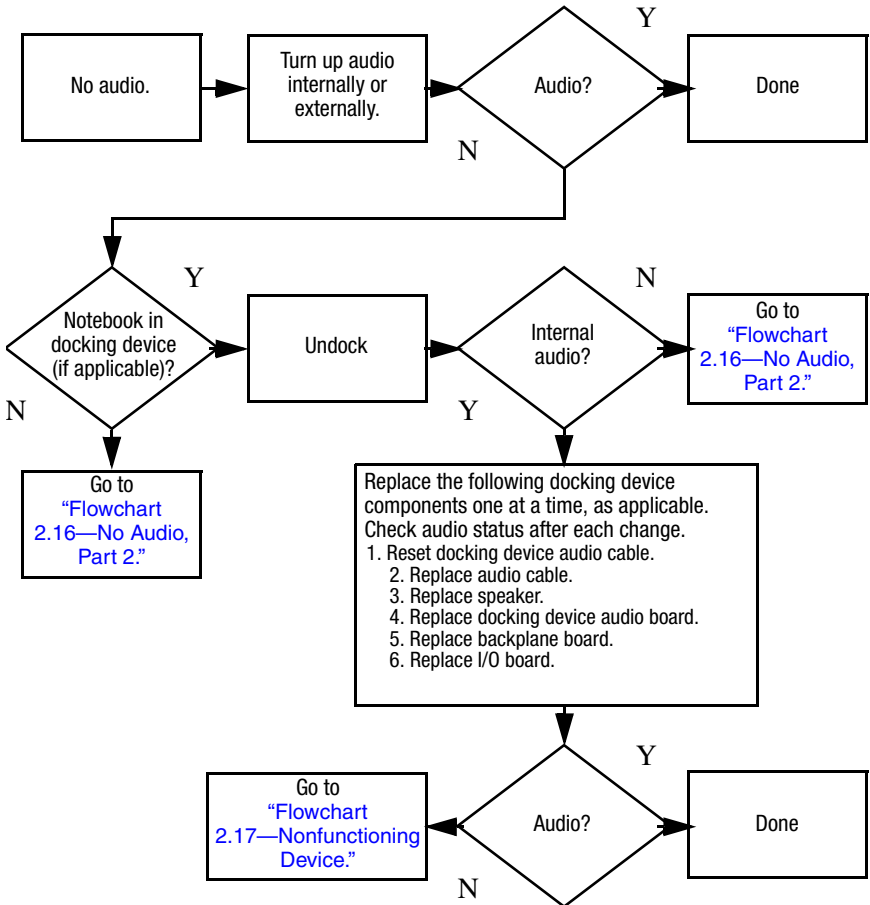 Y
No audio.
Turn up audio
internally or
externally.
Audio?
Done
N
Y
Notebook in
docking device
(if applicable)?
N
Undock
Internal
audio?
N
Y
Go to
“Flowchart
2.16—No Audio,
Part 2.”
Go to
“Flowchart
2.16—No Audio,
Part 2.”
Replace the following docking device
components one at a time, as applicable.
Check audio status after each change.
1. Reset docking device audio cable.
2. Replace audio cable.
3. Replace speaker.
4. Replace docking device audio board.
5. Replace backplane board.
6. Replace I/O board.
Y
Go to
“Flowchart
2.17—Nonfunctioning
Device.”
Audio?
Done
N